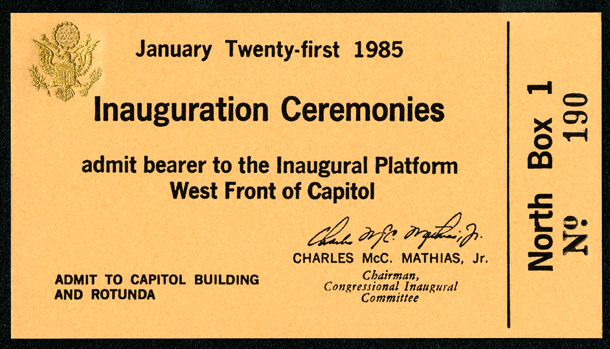 January Twenty-first 1985
Inauguration Ceremonies
admit bearer to the Inaugural Platform
West Front of Capitol
Charles McC. Mathias, Jr.
CHARLES McC. MATHIAS, Jr.
Chairman,
Congressional Inaugural
Committee
ADMIT TO CAPITOL BUILDING
AND ROTUNDA
North Box 1
Nº 190